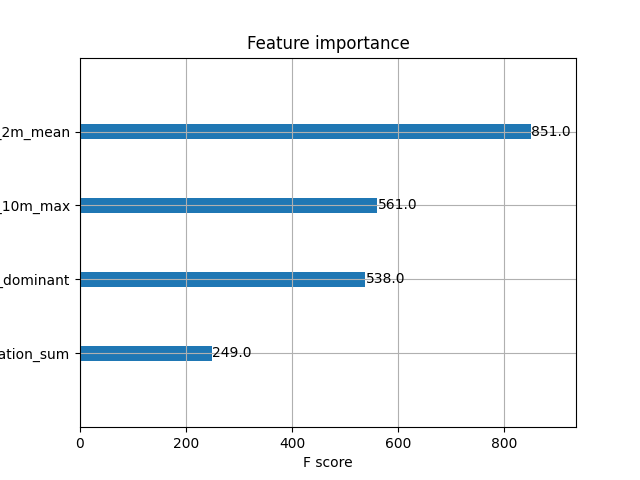 Feature importance
_2m_mean
851.0
_10m_max
561.0
_dominant
538.0
ation_sum
249.0
0 200 400 600 800
F score